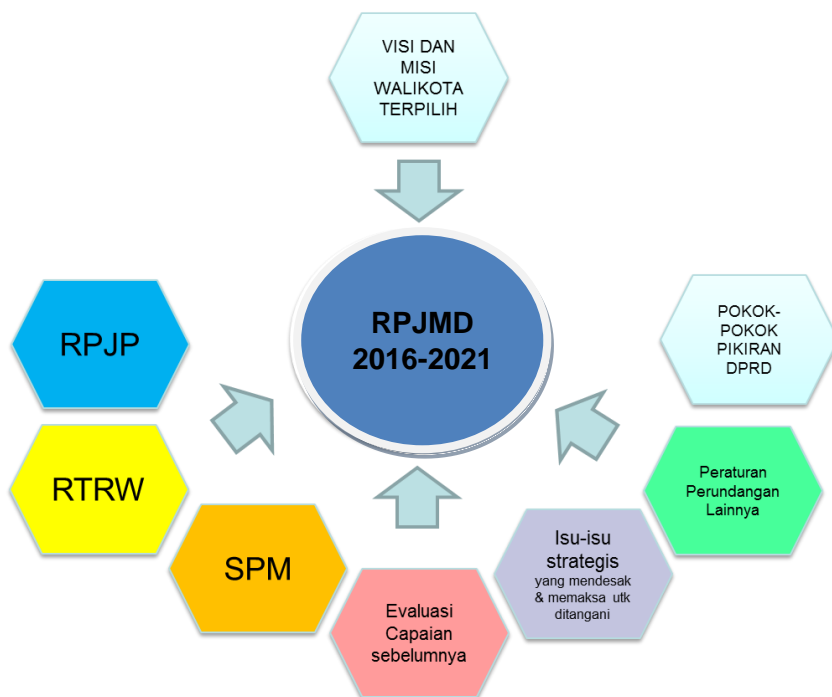 VISI DAN
MISI
WALIKOTA
TERPILIH
RPJMD
2016-2021
RPJP
RTRW
SPM
Evaluasi
Capaian
sebelumnya
Isu-isu
strategis
yang mendesak
& memaksa utk
ditangani
Peraturan
Perundangan
Lainnya
POKOK-
POKOK
PIKIRAN
DPRD